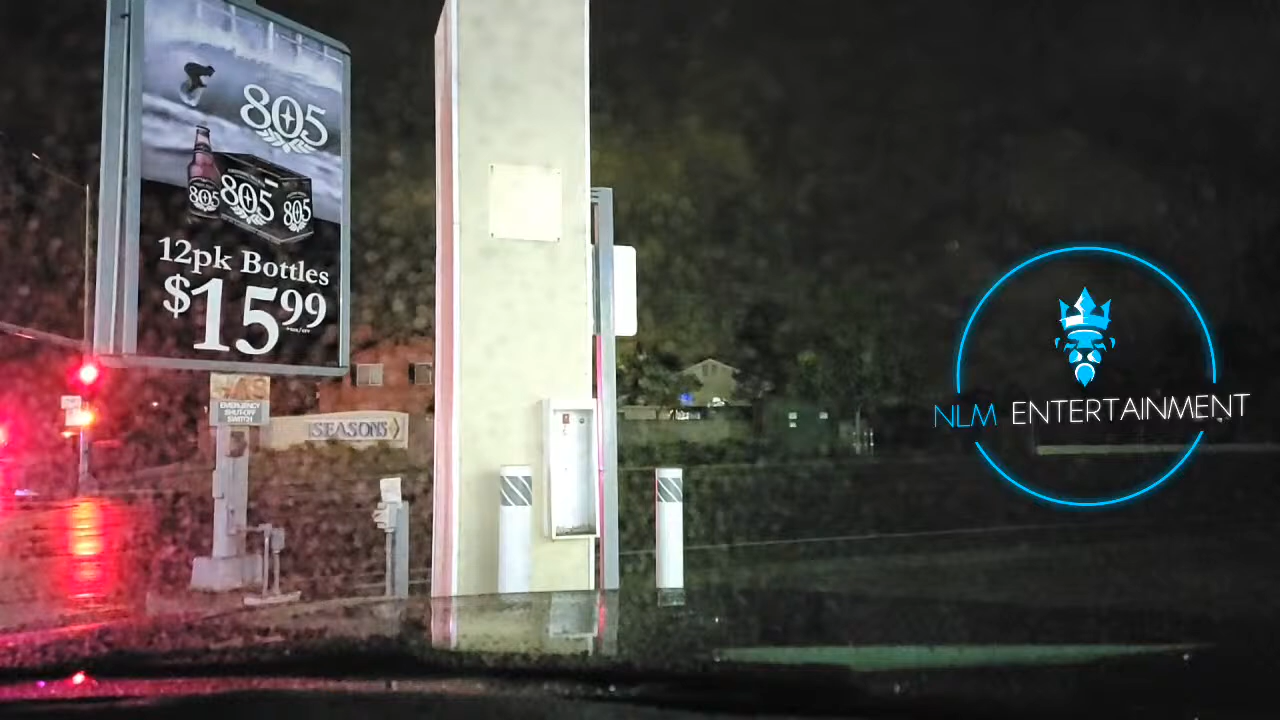 805
805
805
805
12pk Bottles
$15.99
EMERGENCY
SHUT-OFF
SWITCH
SEASONS
NLM ENTERTAINMENT